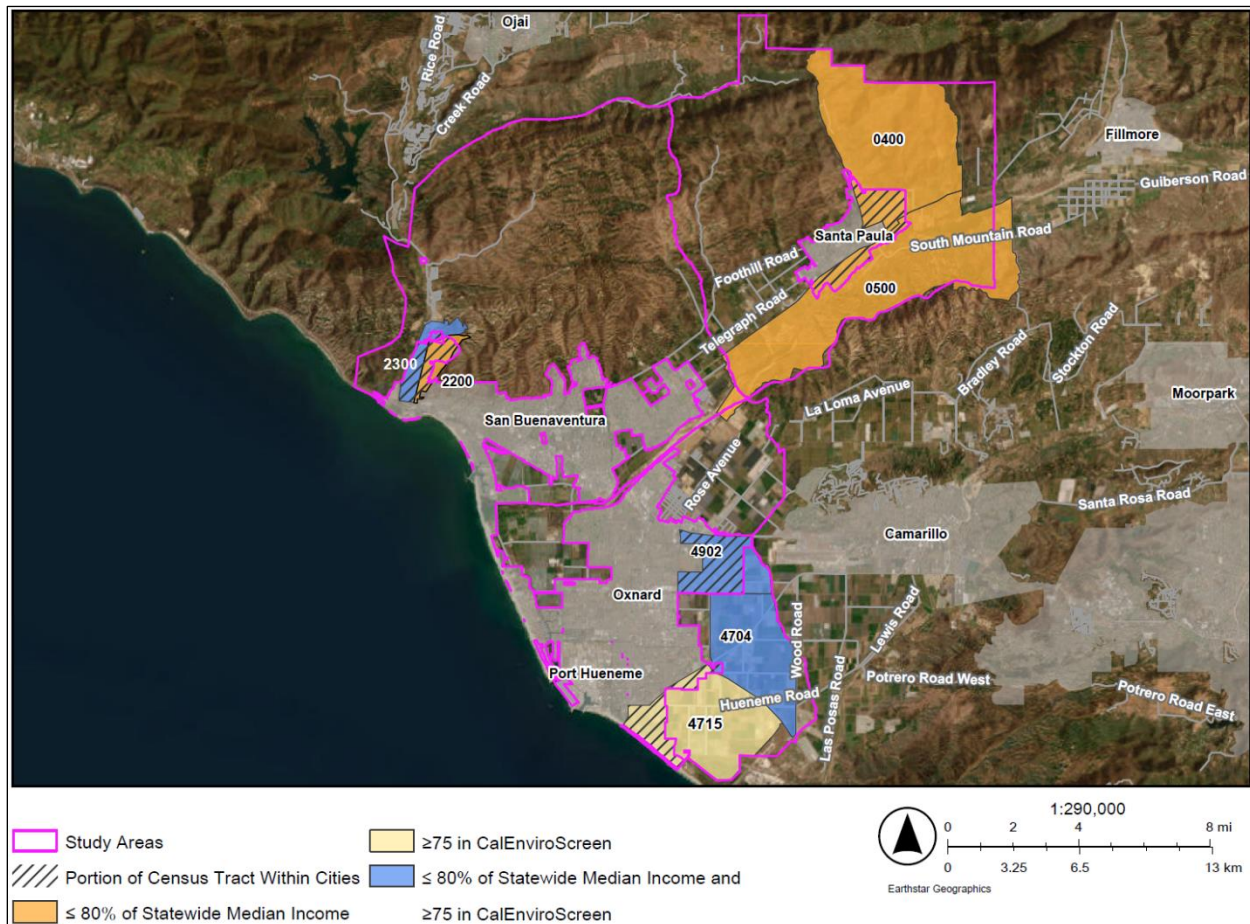 Ojai
Rice Road
Creek Road
0400
Fillmore
Guiberson Road
Santa Paula
South Mountain Road
Foothill Road
0500
Telegraph Road
Bradley Road
Stockton Road
2300
2200
La Loma Avenue
Moorpark
San Buenaventura
Rose Avenue
Santa Rosa Road
Camarillo
4902
Oxnard
Wood Road
Lewis Road
4704
Port Hueneme
Potrero Road West
Hueneme Road
Potrero Road East
4715
Las Posas Road
1:290,000
0 2 4 8 mi
0 3.25 6.5 13 km
Earthstar Geographics
Study Areas
Portion of Census Tract Within Cities
≤ 80% of Statewide Median Income
≥75 in CalEnviroScreen
≤ 80% of Statewide Median Income and
≥75 in CalEnviroScreen